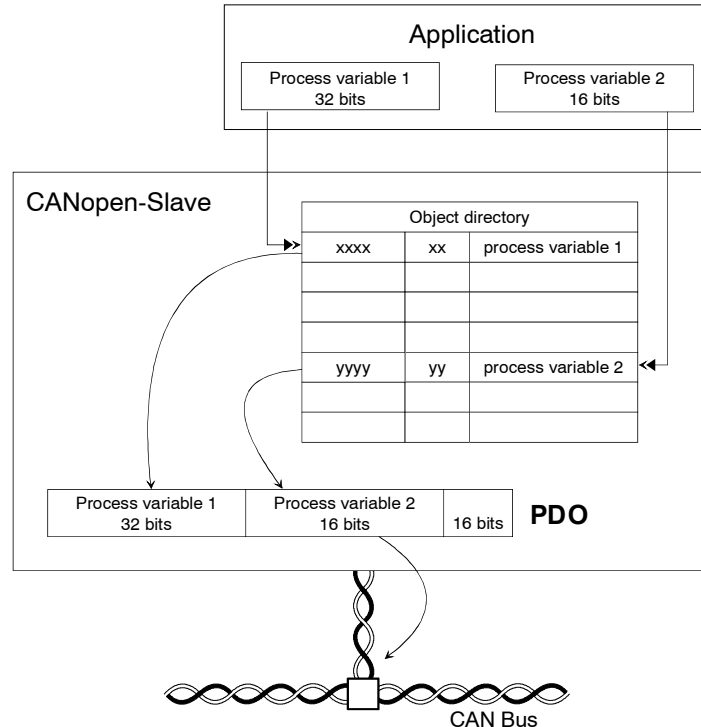 Application
Process variable 1
32 bits
Process variable 2
16 bits
CANopen-Slave
Object directory
xxxx xx process variable 1
yyyy yy process variable 2
Process variable 1
32 bits
Process variable 2
16 bits
16 bits
PDO
CAN Bus